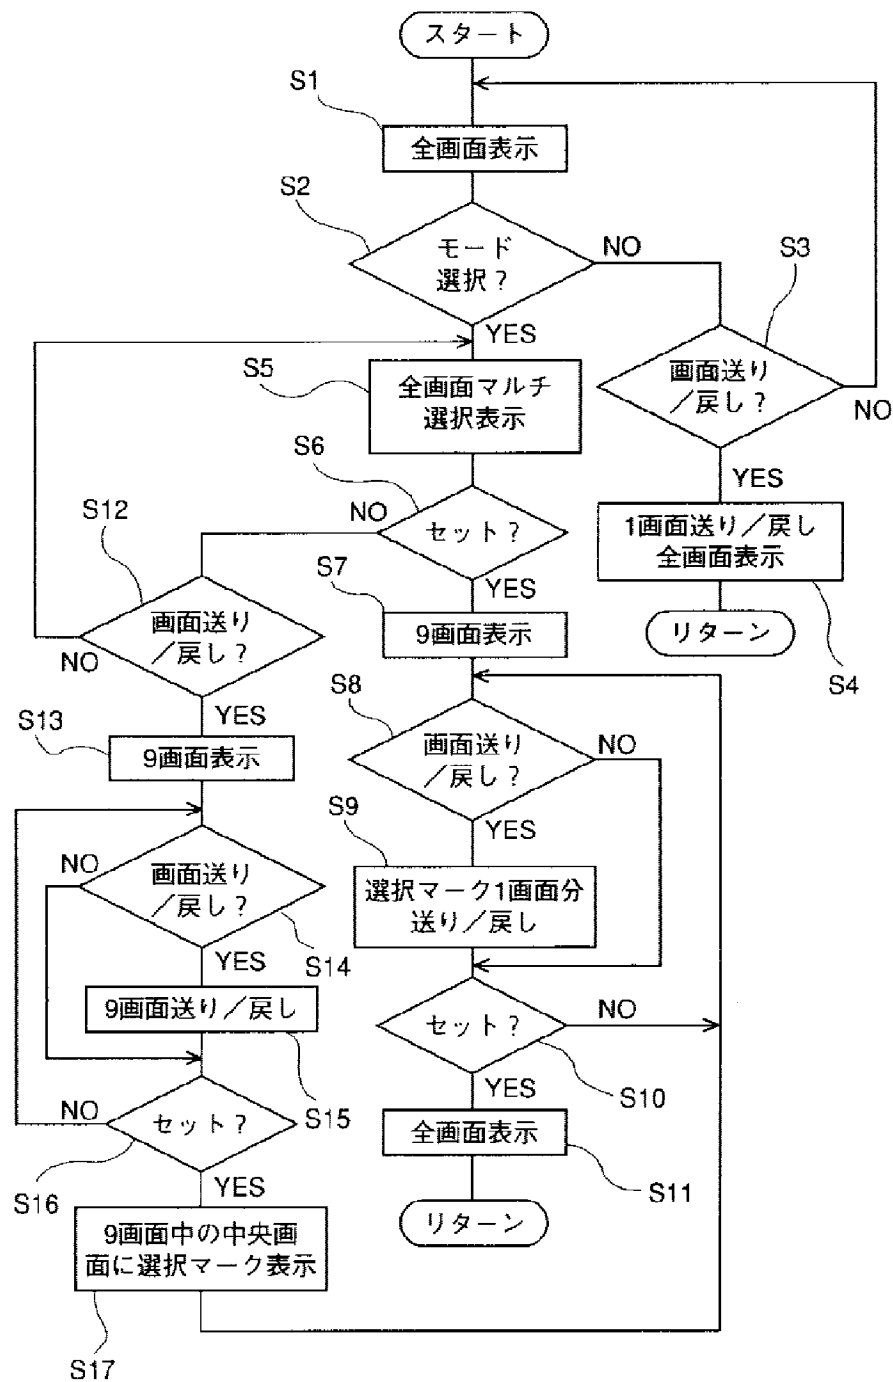 スタート
S1
全画面表示
S2
モード
選択？
NO
S3
画面送り
／戻し？
NO
YES
1画面送り／戻し
全画面表示
S4
リターン
YES
S5
全画面マルチ
選択表示
S6
セット？
NO
YES
S7
9画面表示
S8
画面送り
／戻し？
NO
YES
S9
選択マーク1画面分
送り／戻し
セット？
NO
S10
YES
全画面表示
S11
リターン
S12
画面送り
／戻し？
NO
YES
S13
9画面表示
NO
画面送り
／戻し？
S14
YES
9画面送り／戻し
S15
NO
セット？
S16
YES
9画面中の中央画
面に選択マーク表示
S17